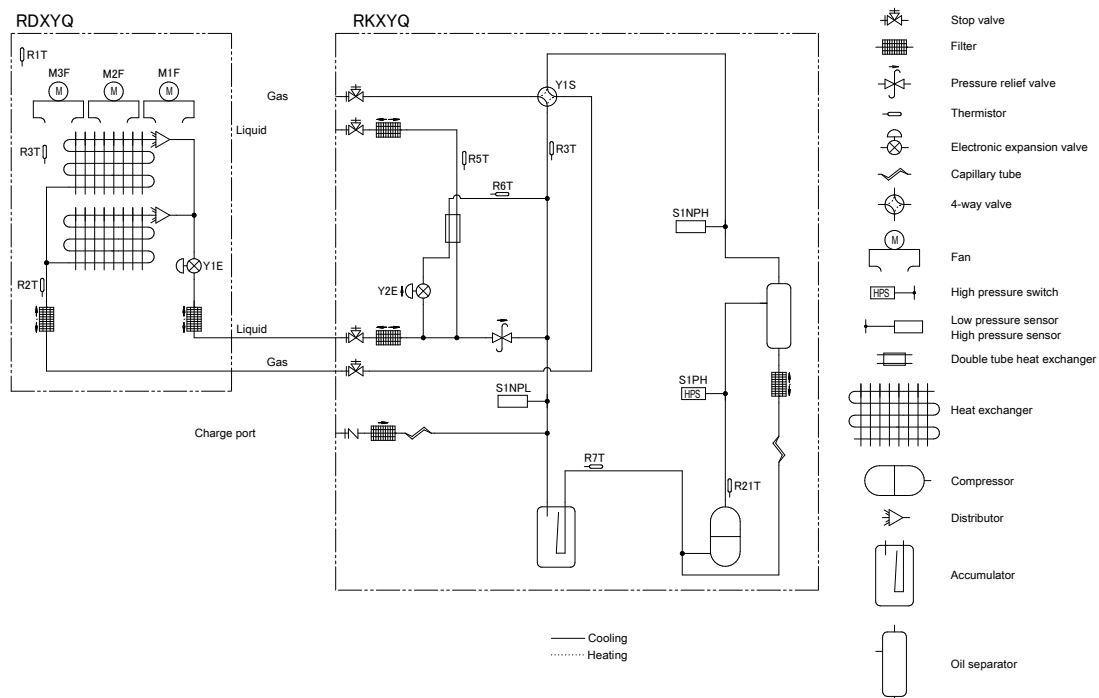 RDXYQ
R1T
M3F
M2F
M1F
M
M
M
R3T
Y1E
R2T
Gas
Liquid
Liquid
Gas
Charge port
RKXYQ
Y1S
R3T
R5T
R6T
S1NPH
Y2E
S1NPL
S1PH
HPS
R7T
R21T
Cooling
Heating
Stop valve
Filter
Pressure relief valve
Thermistor
Electronic expansion valve
Capillary tube
4-way valve
M
Fan
HPS
High pressure switch
Low pressure sensor
High pressure sensor
Double tube heat exchanger
Heat exchanger
Compressor
Distributor
Accumulator
Oil separator